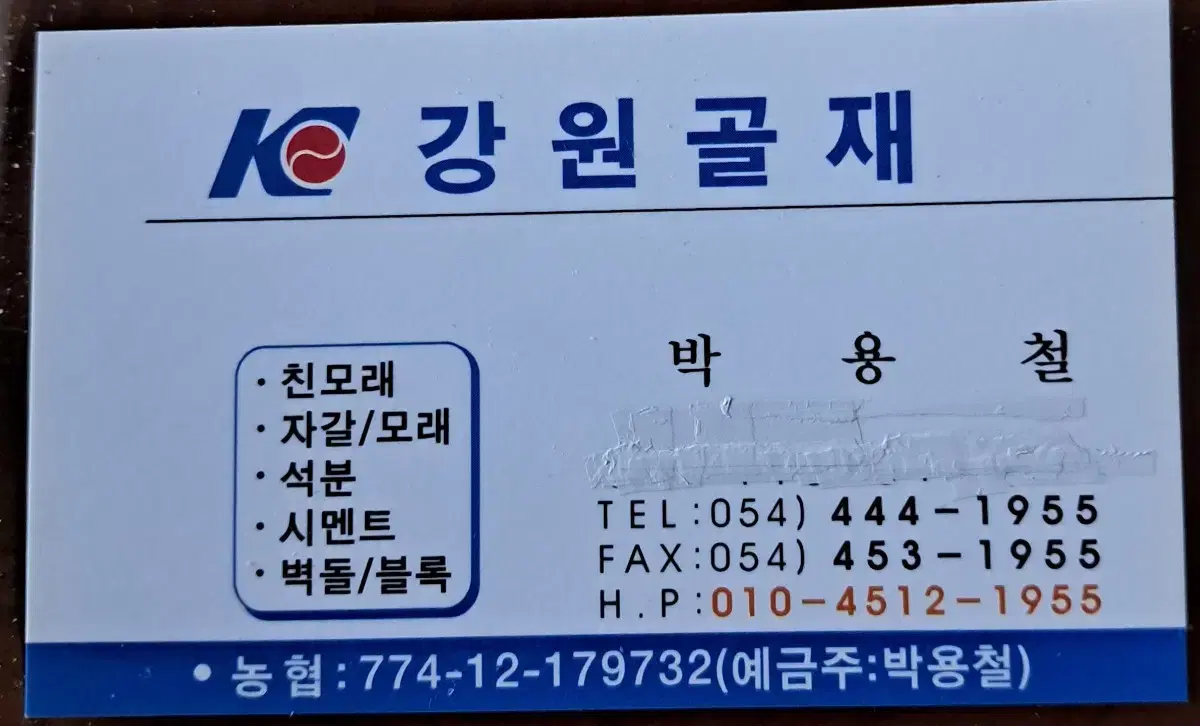 K 강원골재
박 용 철
· 친모래
· 자갈/모래
· 석분
· 시멘트
· 벽돌/블록
TEL:054) 444-1955
FAX:054) 453-1955
H.P:010-4512-1955
• 농협:774-12-179732(예금주:박용철)